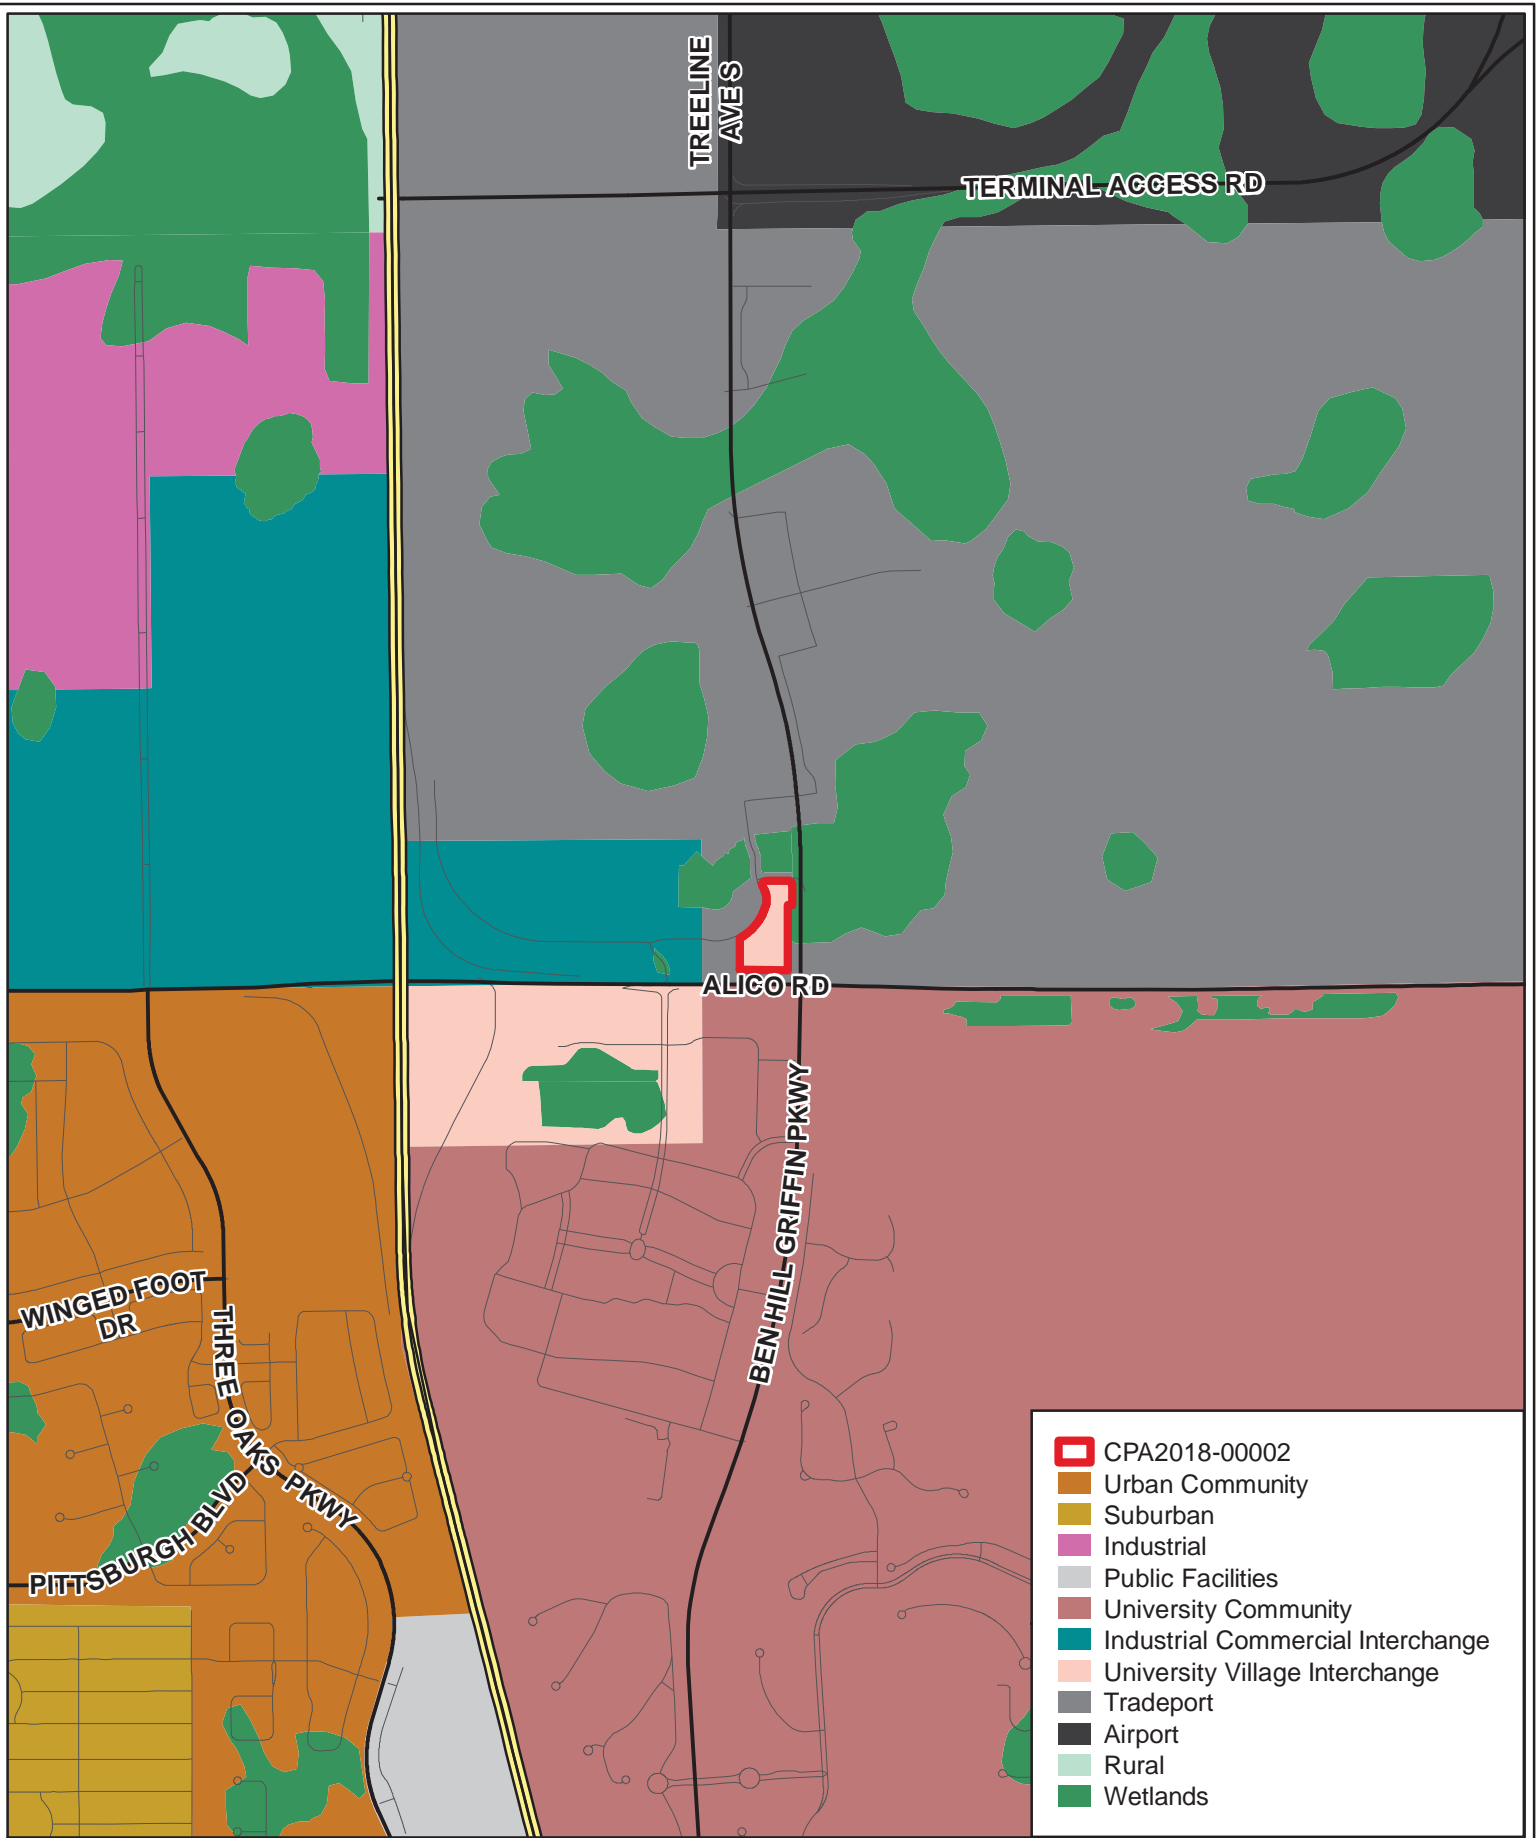 TREELINE
AVE S
TERMINAL ACCESS RD
ALICO RD
BEN HILL GRIFFIN PKWY
WINGED FOOT
DR
THREE OAKS PKWY
PITTSBURGH BLVD
CPA2018-00002
Urban Community
Suburban
Industrial
Public Facilities
University Community
Industrial Commercial Interchange
University Village Interchange
Tradeport
Airport
Rural
Wetlands